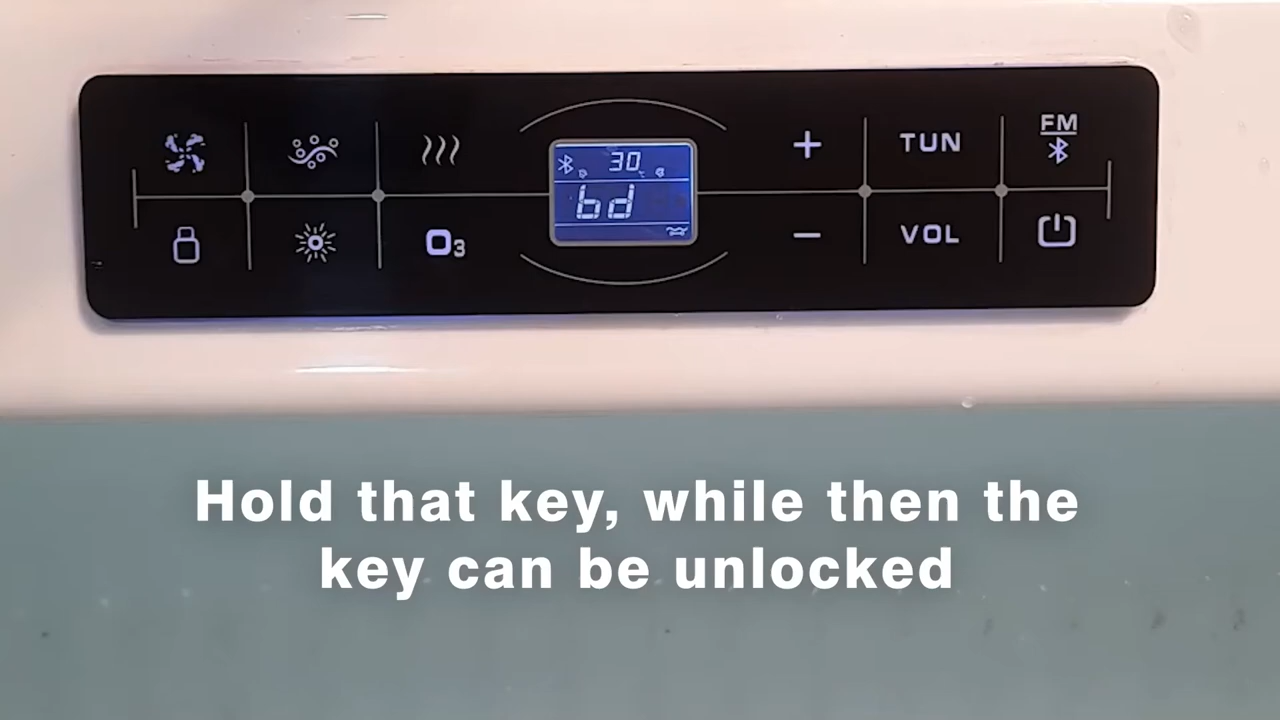 FM
TUN
30
°C
bd
O3
VOL
Hold that key, while then the
key can be unlocked